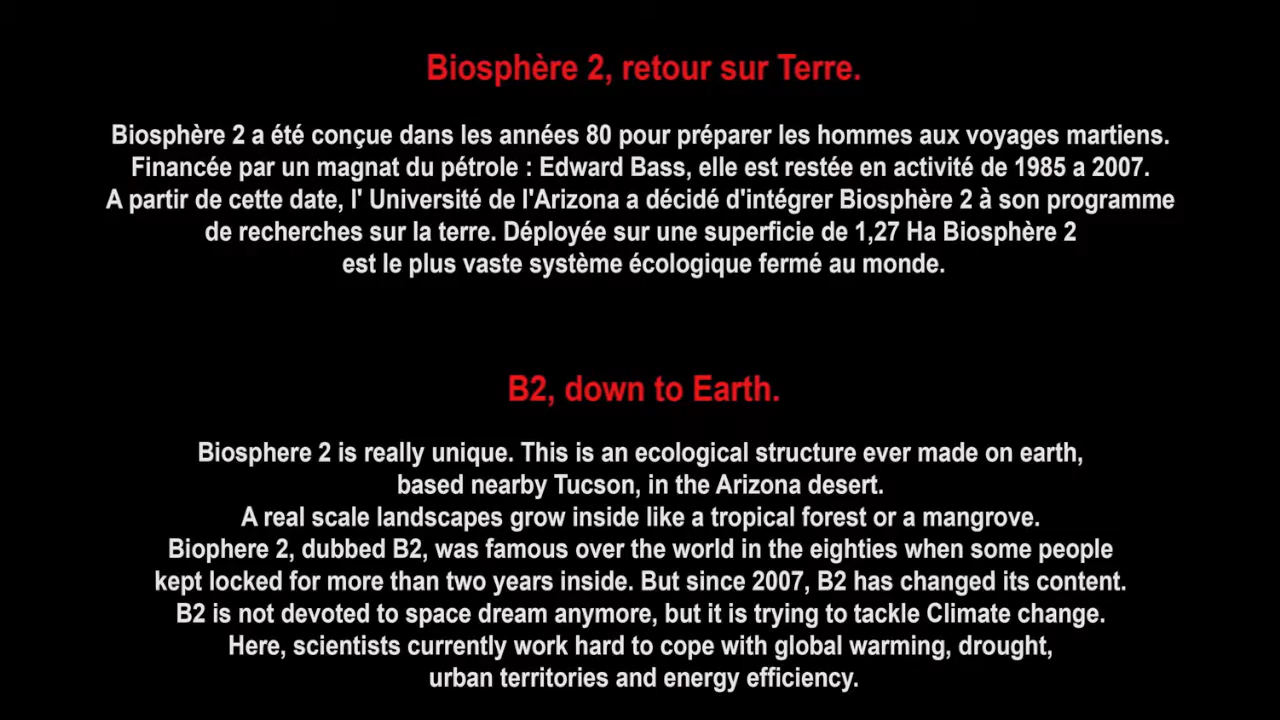 Biosphère 2, retour sur Terre.
Biosphère 2 a été conçue dans les années 80 pour préparer les hommes aux voyages martiens.
Financée par un magnat du pétrole : Edward Bass, elle est restée en activité de 1985 a 2007.
A partir de cette date, l' Université de l'Arizona a décidé d'intégrer Biosphère 2 à son programme
de recherches sur la terre. Déployée sur une superficie de 1,27 Ha Biosphère 2
est le plus vaste système écologique fermé au monde.
B2, down to Earth.
Biosphere 2 is really unique. This is an ecological structure ever made on earth,
based nearby Tucson, in the Arizona desert.
A real scale landscapes grow inside like a tropical forest or a mangrove.
Biophere 2, dubbed B2, was famous over the world in the eighties when some people
kept locked for more than two years inside. But since 2007, B2 has changed its content.
B2 is not devoted to space dream anymore, but it is trying to tackle Climate change.
Here, scientists currently work hard to cope with global warming, drought,
urban territories and energy efficiency.